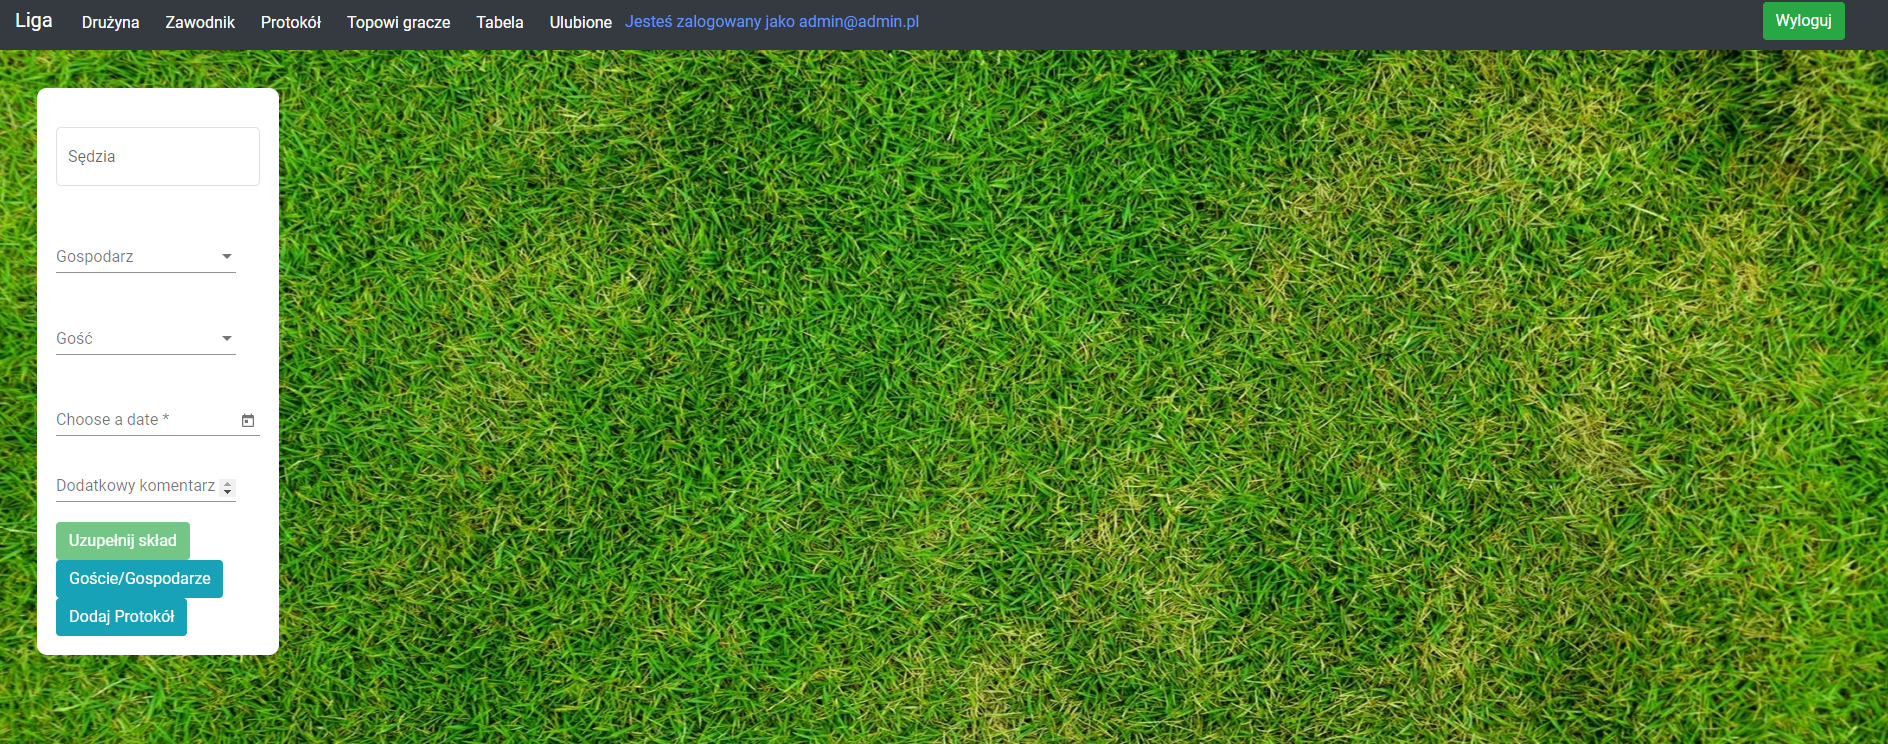 Liga Drużyna Zawodnik Protokół Topowi gracze Tabela Ulubione Jesteś zalogowany jako admin@admin.pl Wyloguj
Sędzia
Gospodarz
Gość
Choose a date *
Dodatkowy komentarz
Uzupełnij skład
Goście/Gospodarze
Dodaj Protokół